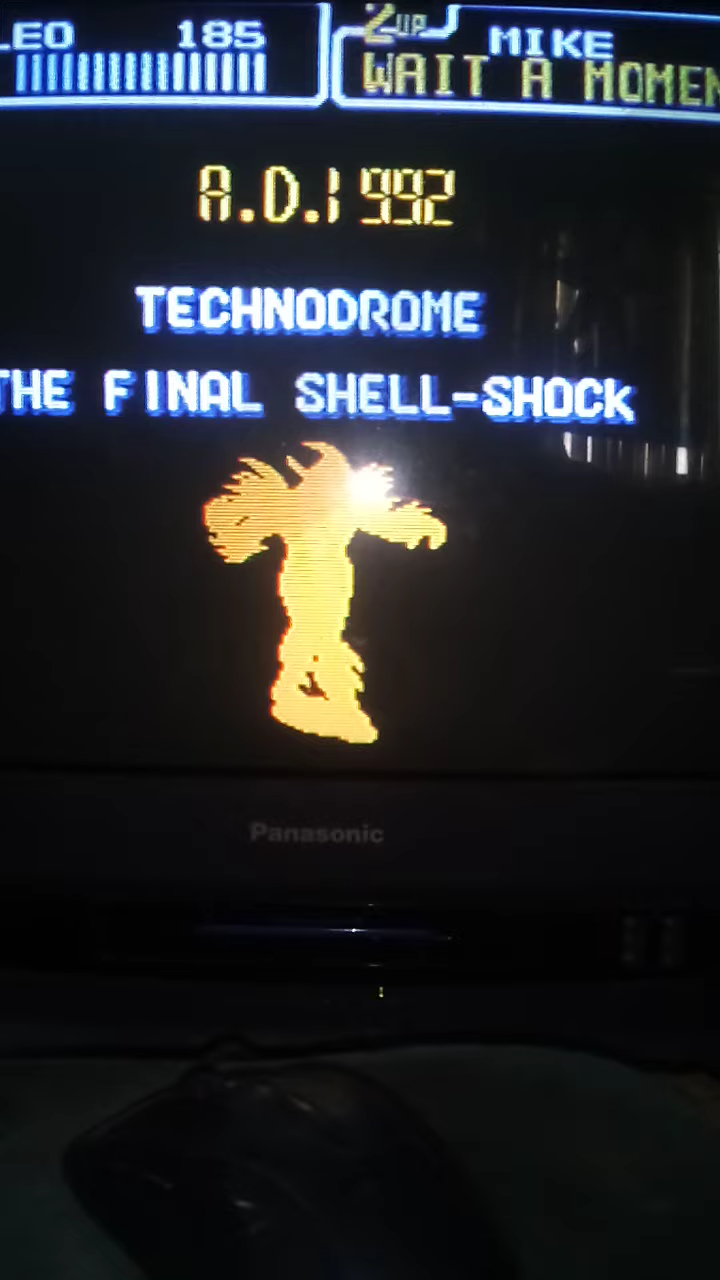 LEO 185
2UP MIKE
WAIT A MOMEN
A.D.1992
TECHNODROME
THE FINAL SHELL-SHOCK
Panasonic